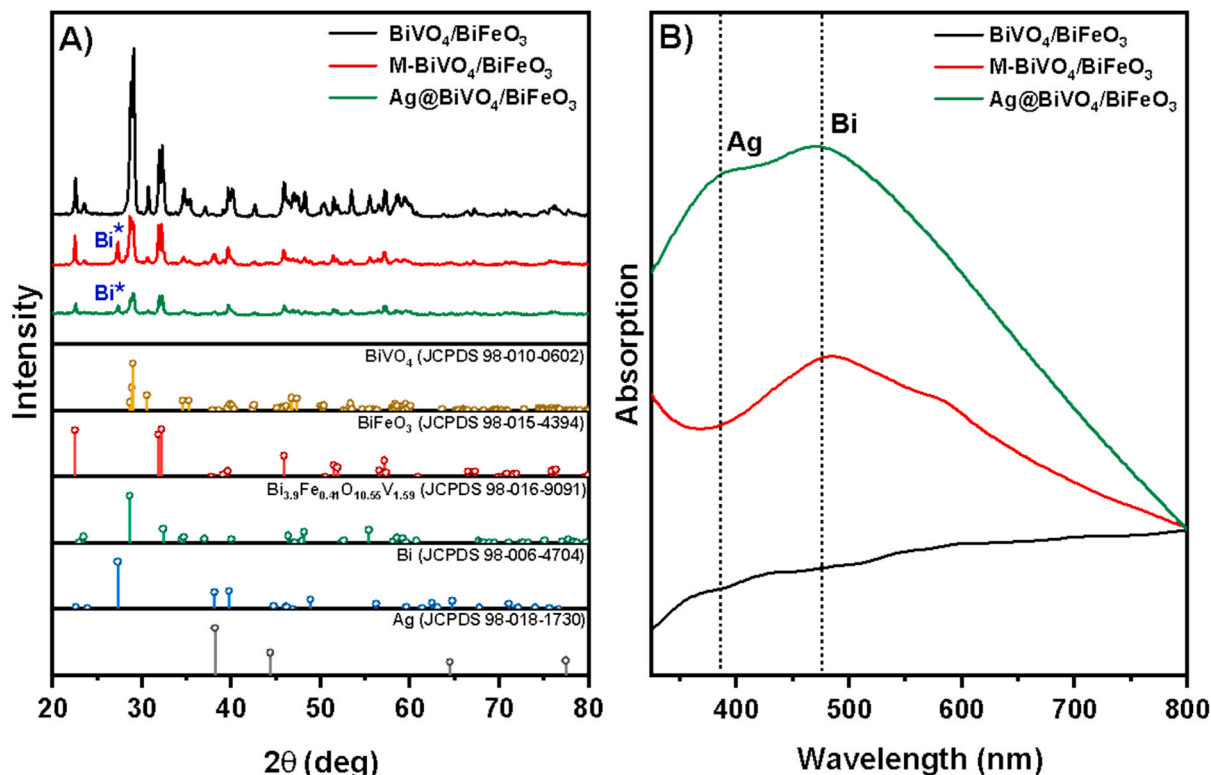 A)
BiVO₄/BiFeO₃
M-BiVO₄/BiFeO₃
Ag@BiVO₄/BiFeO₃
Bi*
Bi*
BiVO₄ (JCPDS 98-010-0602)
BiFeO₃ (JCPDS 98-015-4394)
Bi₃.₉Fe₀.₄₁O₁₀.₅₅V₁.₅₉ (JCPDS 98-016-9091)
Bi (JCPDS 98-006-4704)
Ag (JCPDS 98-018-1730)
Intensity
20 30 40 50 60 70 80
2θ (deg)
B)
BiVO₄/BiFeO₃
M-BiVO₄/BiFeO₃
Ag@BiVO₄/BiFeO₃
Ag
Bi
Absorption
400 500 600 700 800
Wavelength (nm)